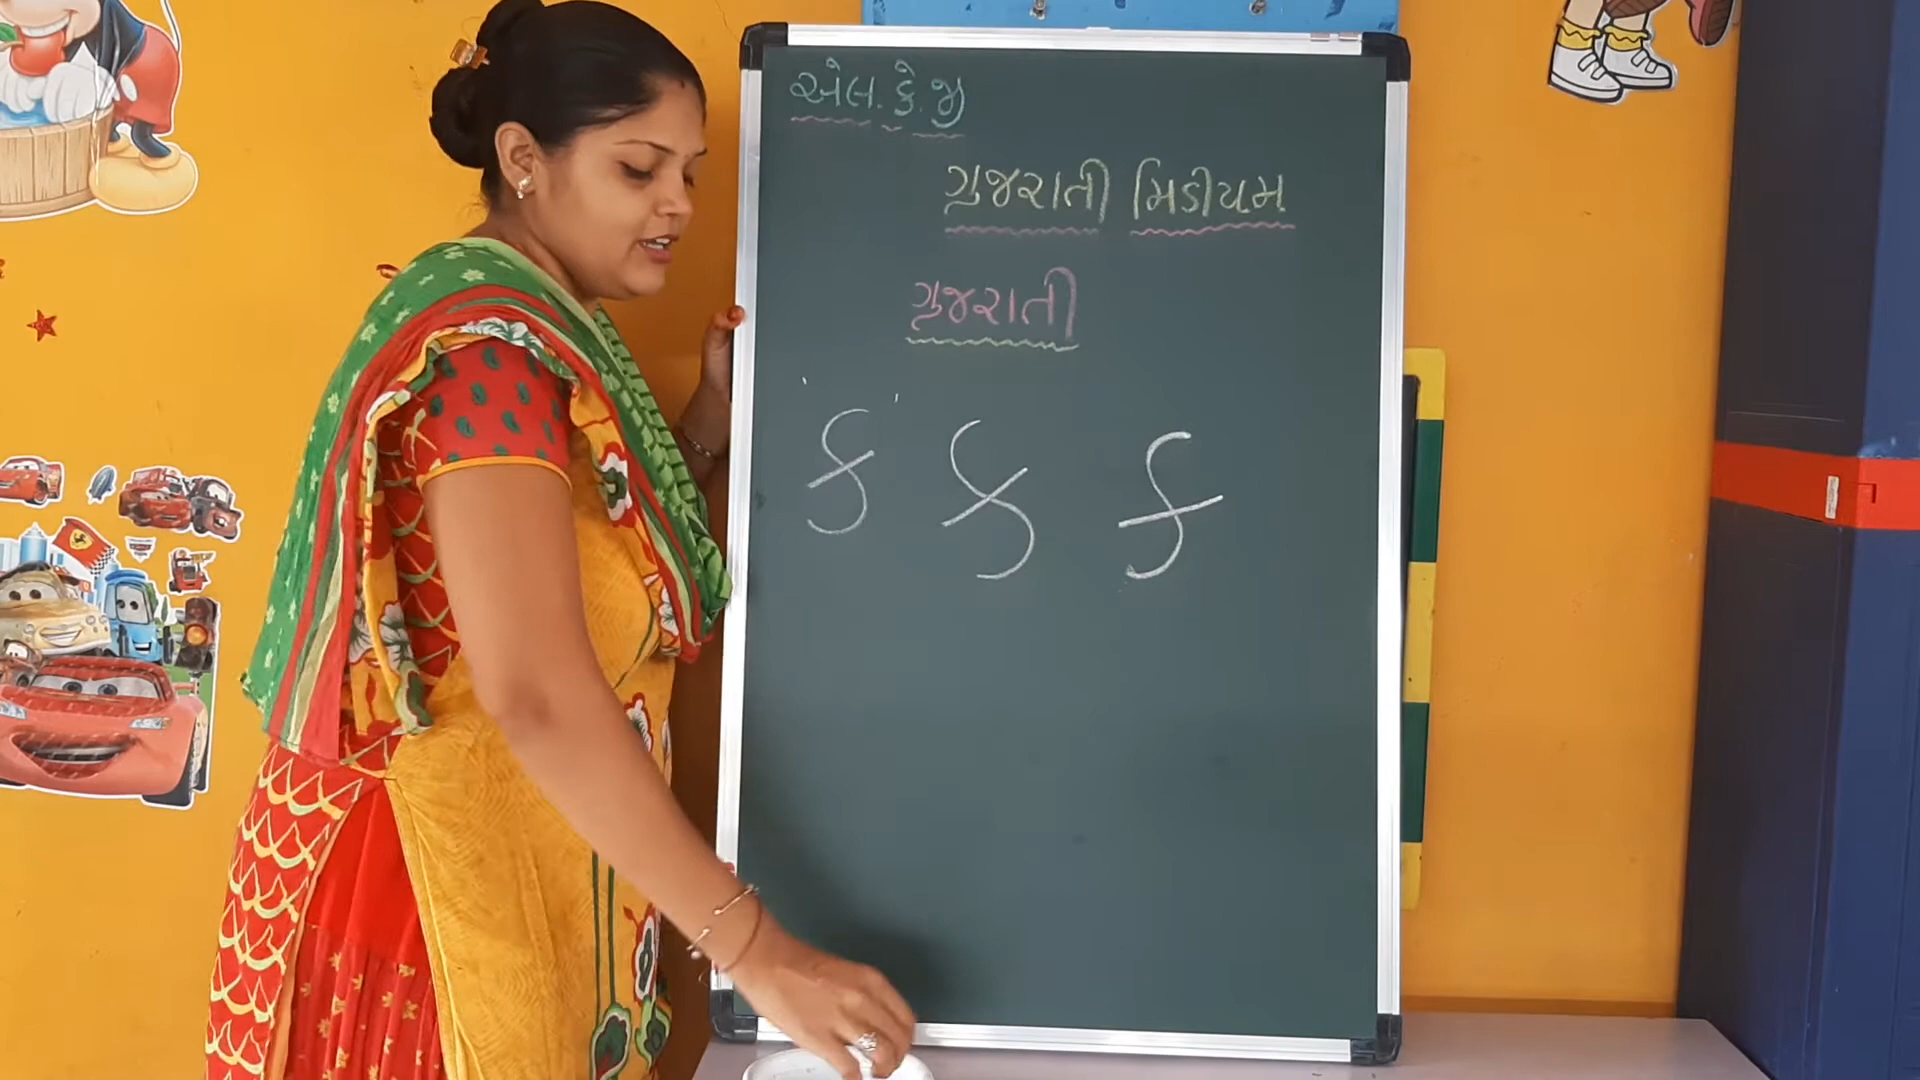 એલ. કે. જી
ગુજરાતી મિડીયમ
ગુજરાતી
ક ક ક